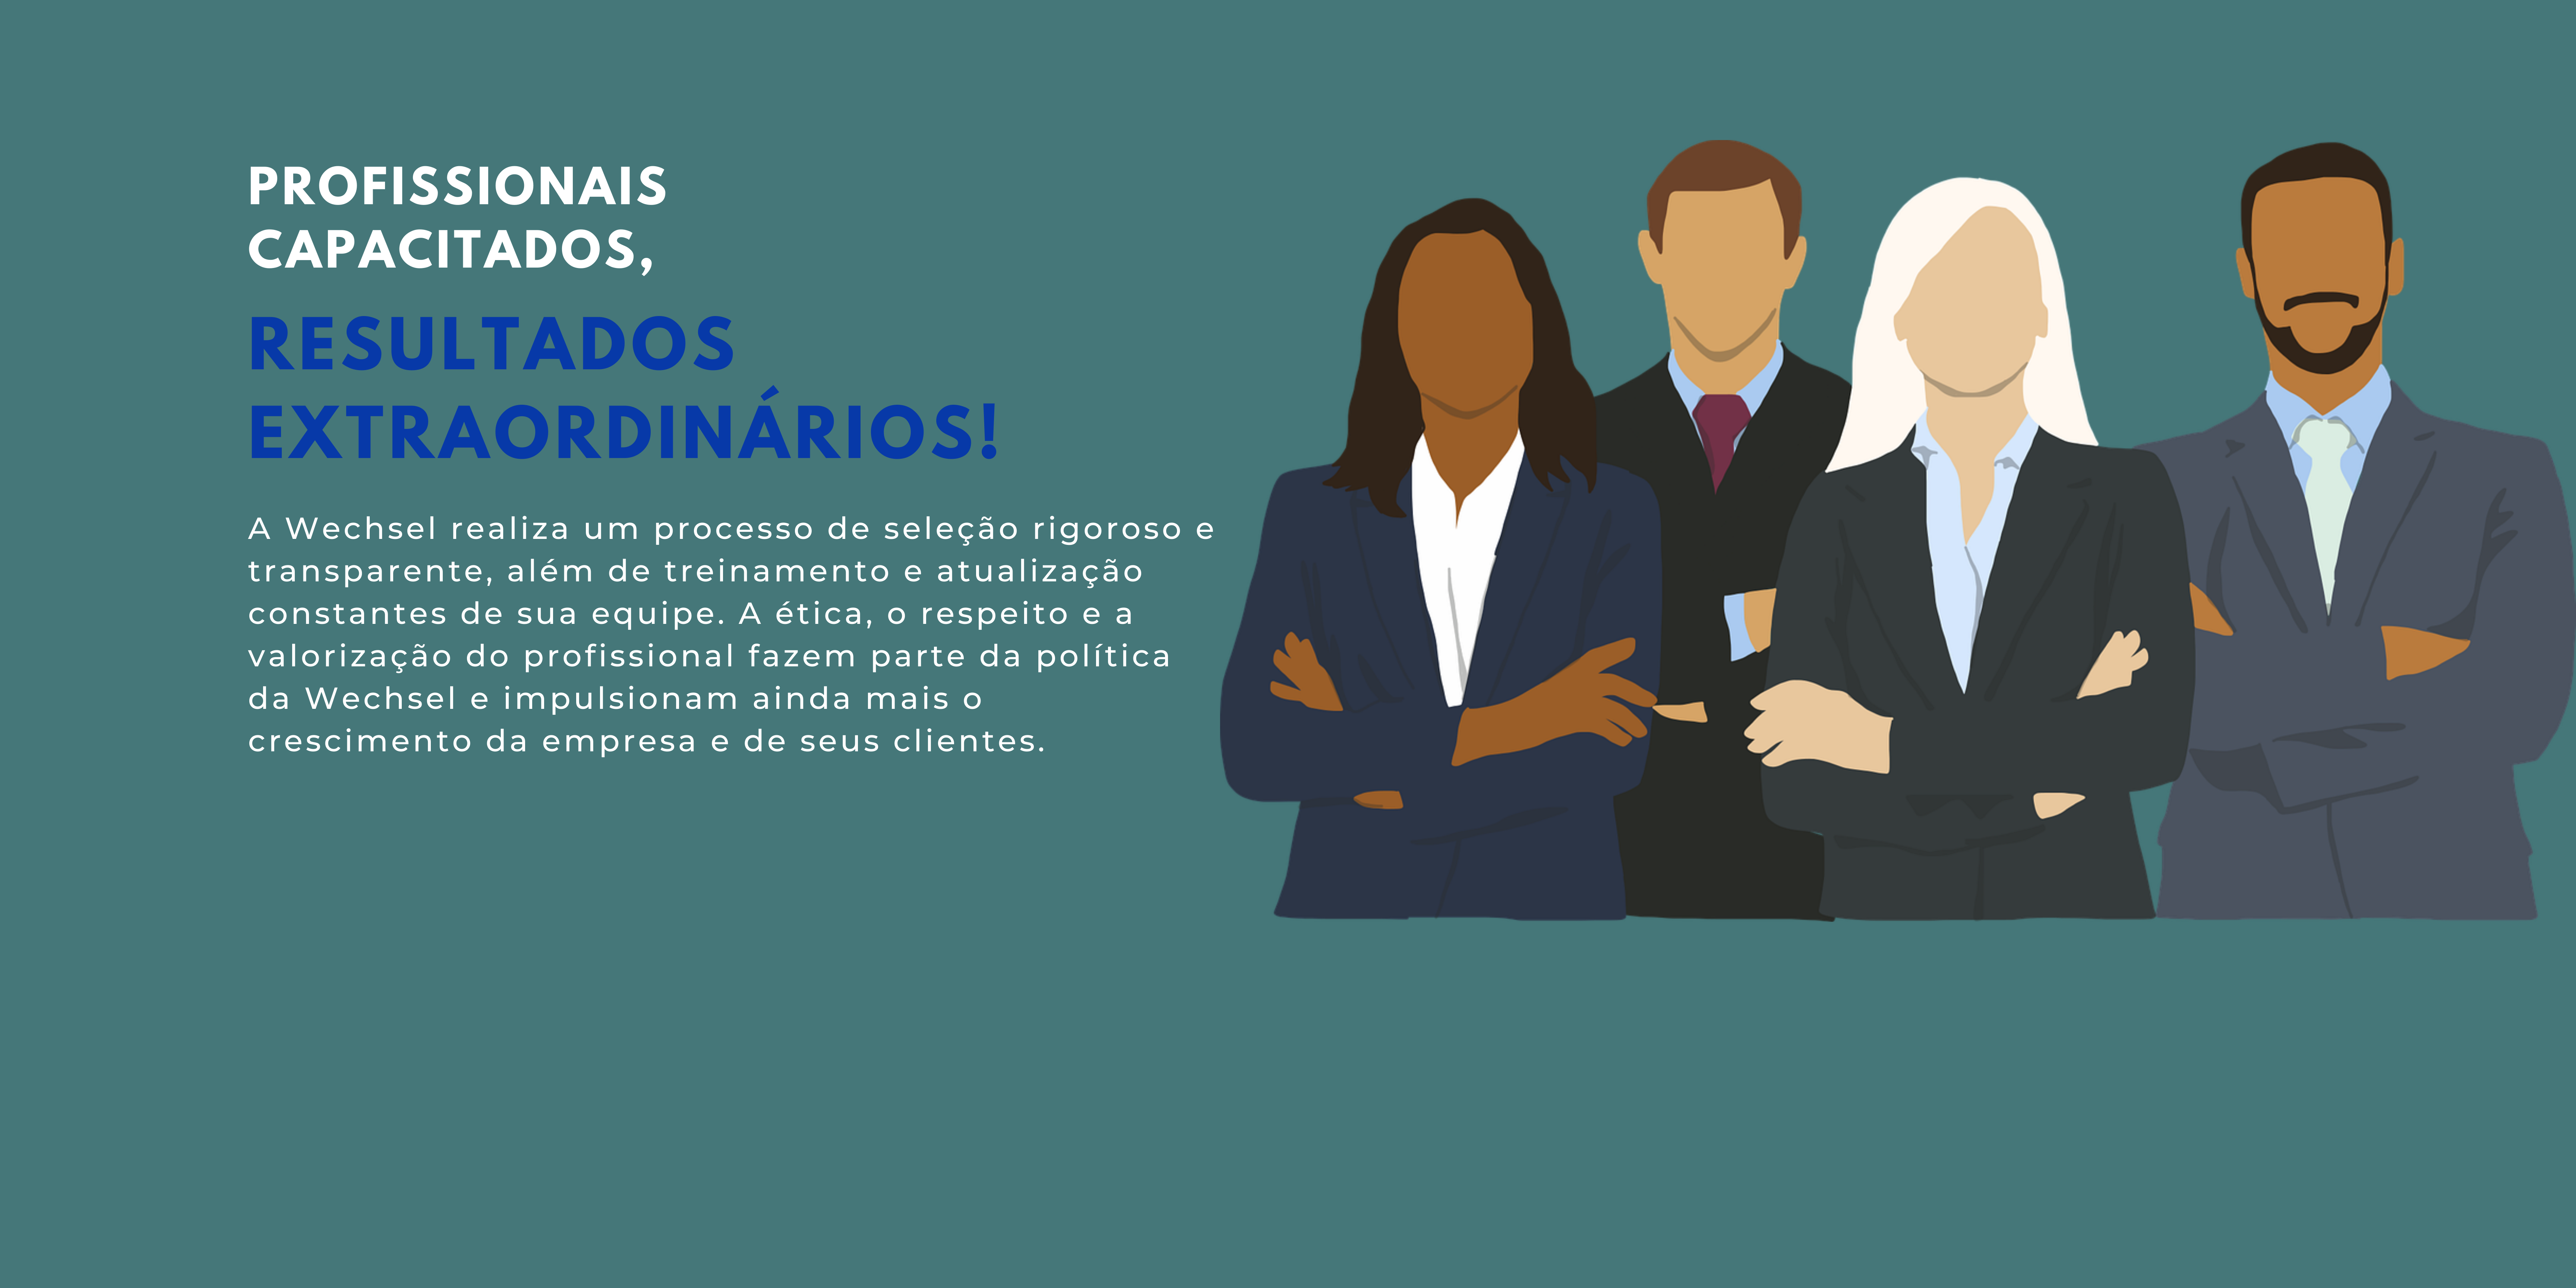 PROFISSIONAIS
CAPACITADOS,
RESULTADOS
EXTRAORDINÁRIOS!
A Wechsel realiza um processo de seleção rigoroso e
transparente, além de treinamento e atualização
constantes de sua equipe. A ética, o respeito e a
valorização do profissional fazem parte da política
da Wechsel e impulsionam ainda mais o
crescimento da empresa e de seus clientes.